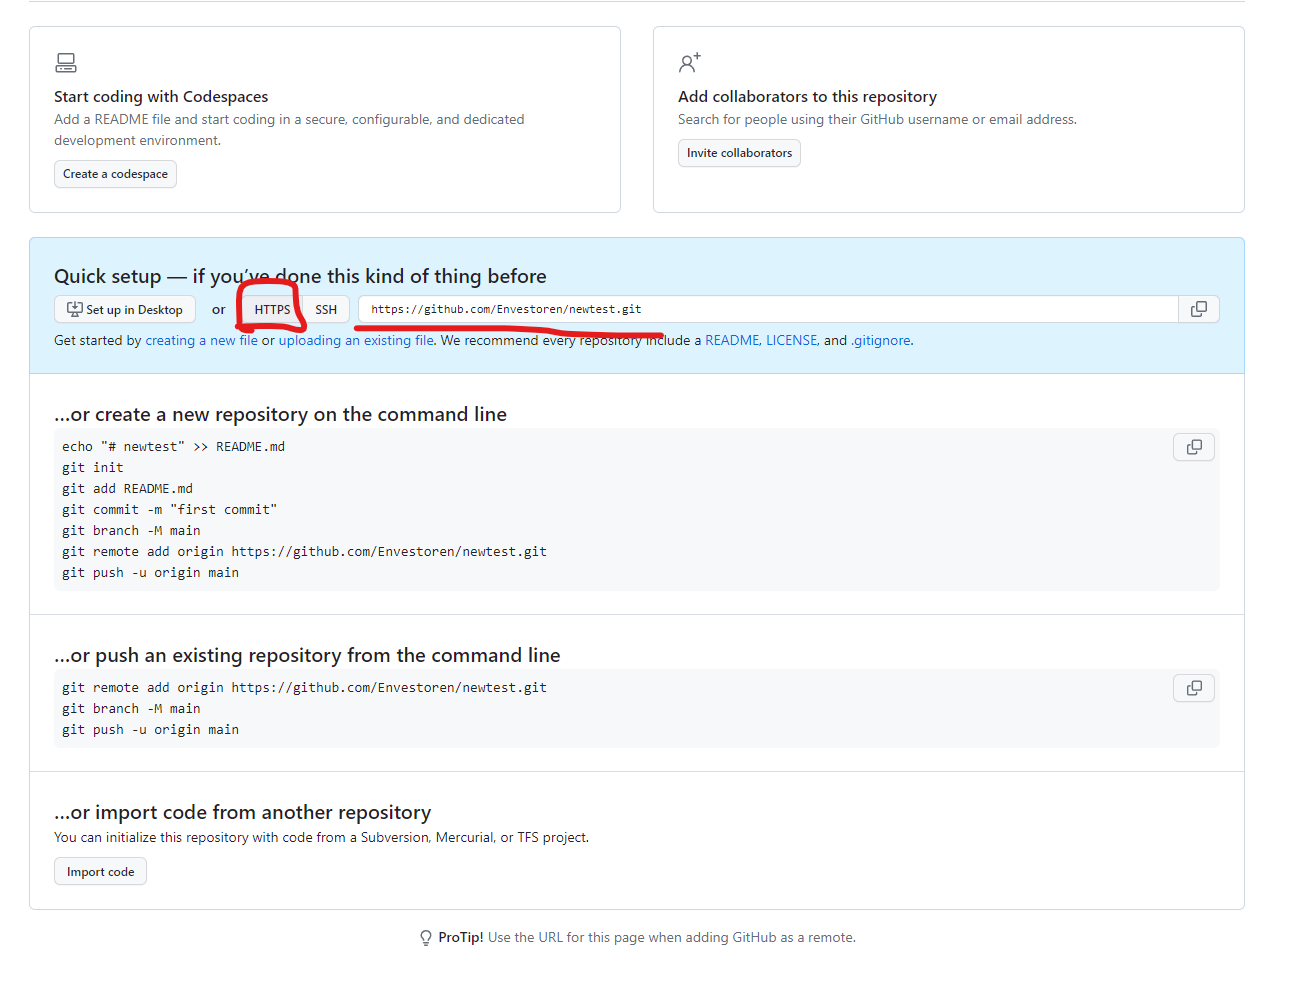 Start coding with Codespaces
Add a README file and start coding in a secure, configurable, and dedicated
development environment.
Create a codespace
Add collaborators to this repository
Search for people using their GitHub username or email address.
Invite collaborators
Quick setup — if you've done this kind of thing before
Set up in Desktop or HTTPS SSH https://github.com/Envestoren/newtest.git
Get started by creating a new file or uploading an existing file. We recommend every repository include a README, LICENSE, and .gitignore.
…or create a new repository on the command line
echo "# newtest" >> README.md
git init
git add README.md
git commit -m "first commit"
git branch -M main
git remote add origin https://github.com/Envestoren/newtest.git
git push -u origin main
…or push an existing repository from the command line
git remote add origin https://github.com/Envestoren/newtest.git
git branch -M main
git push -u origin main
…or import code from another repository
You can initialize this repository with code from a Subversion, Mercurial, or TFS project.
Import code
ProTip! Use the URL for this page when adding GitHub as a remote.